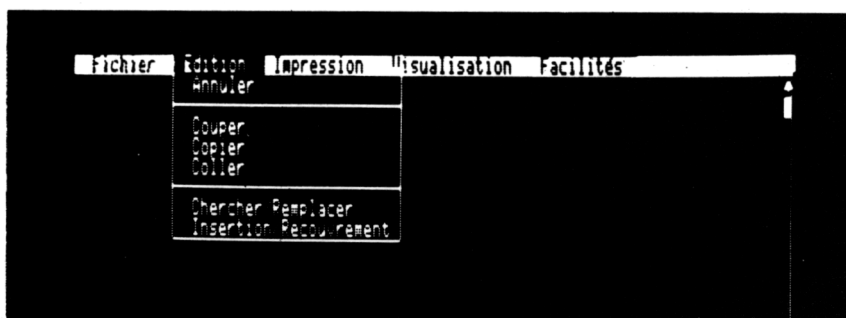 Fichier Edition Impression Visualisation Facilités
Annuler
Couper
Copier
Coller
Chercher Remplacer
Insertion Recouvrement